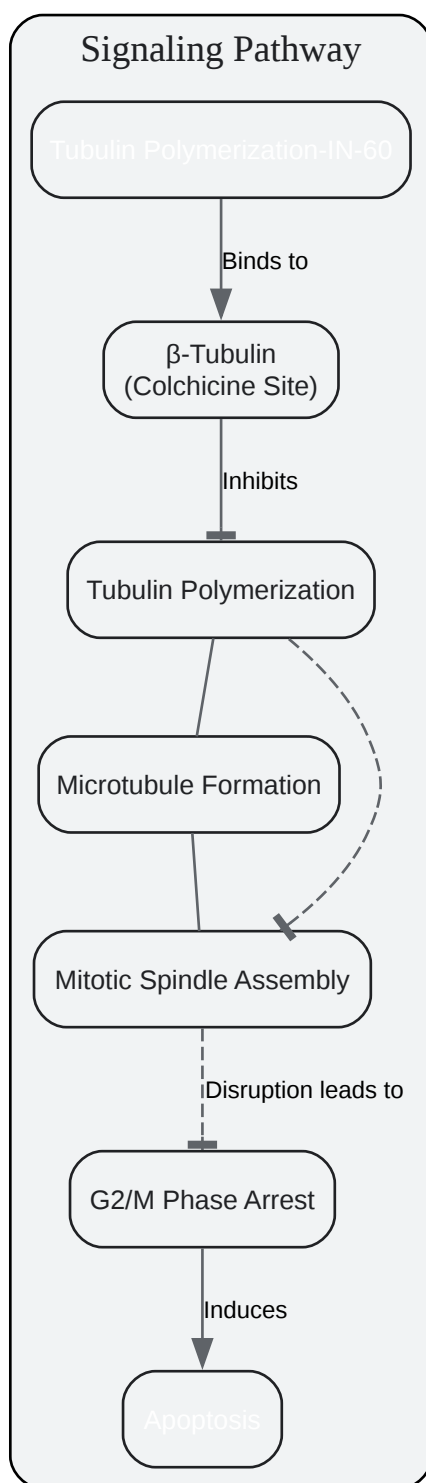 Signaling Pathway
Tubulin Polymerization-IN-60
Binds to
β-Tubulin
(Colchicine Site)
Inhibits
Tubulin Polymerization
Microtubule Formation
Mitotic Spindle Assembly
Disruption leads to
G2/M Phase Arrest
Induces
Apoptosis